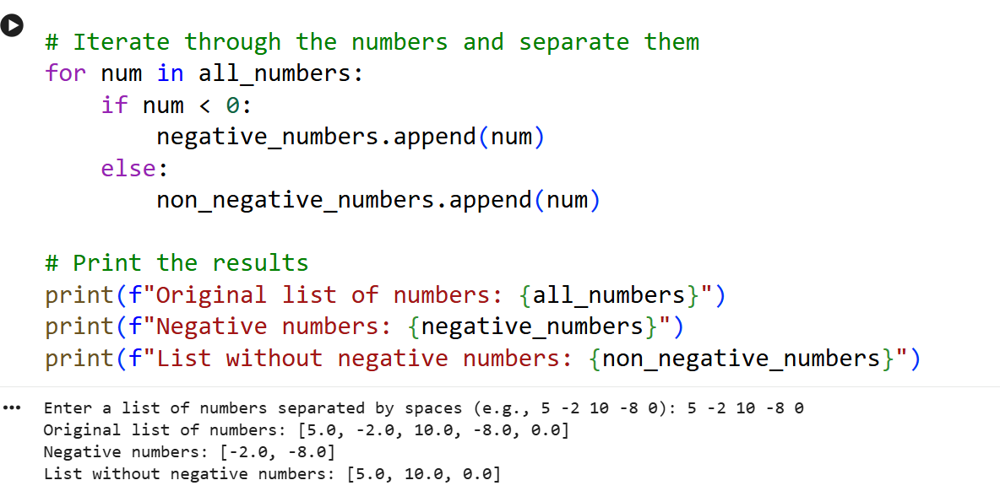 # Iterate through the numbers and separate them
for num in all_numbers:
    if num < 0:
        negative_numbers.append(num)
    else:
        non_negative_numbers.append(num)

# Print the results
print(f"Original list of numbers: {all_numbers}")
print(f"Negative numbers: {negative_numbers}")
print(f"List without negative numbers: {non_negative_numbers}")
Enter a list of numbers separated by spaces (e.g., 5 -2 10 -8 0): 5 -2 10 -8 0
Original list of numbers: [5.0, -2.0, 10.0, -8.0, 0.0]
Negative numbers: [-2.0, -8.0]
List without negative numbers: [5.0, 10.0, 0.0]